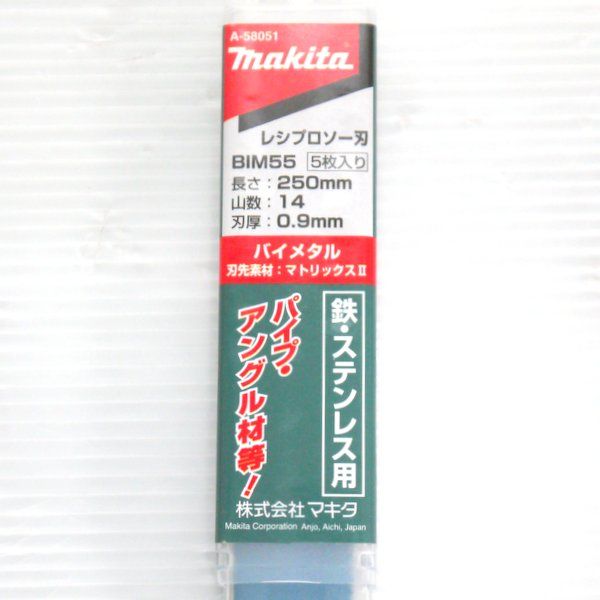 A-58051
makita
レシプロソー刃
BIM55 5枚入り
長さ：250mm
山数：14
刃厚：0.9mm
バイメタル
刃先素材：マトリックスⅡ
鉄・ステンレス用
パイプ・
アングル材等！
株式会社マキタ
Makita Corporation Anjo, Aichi, Japan